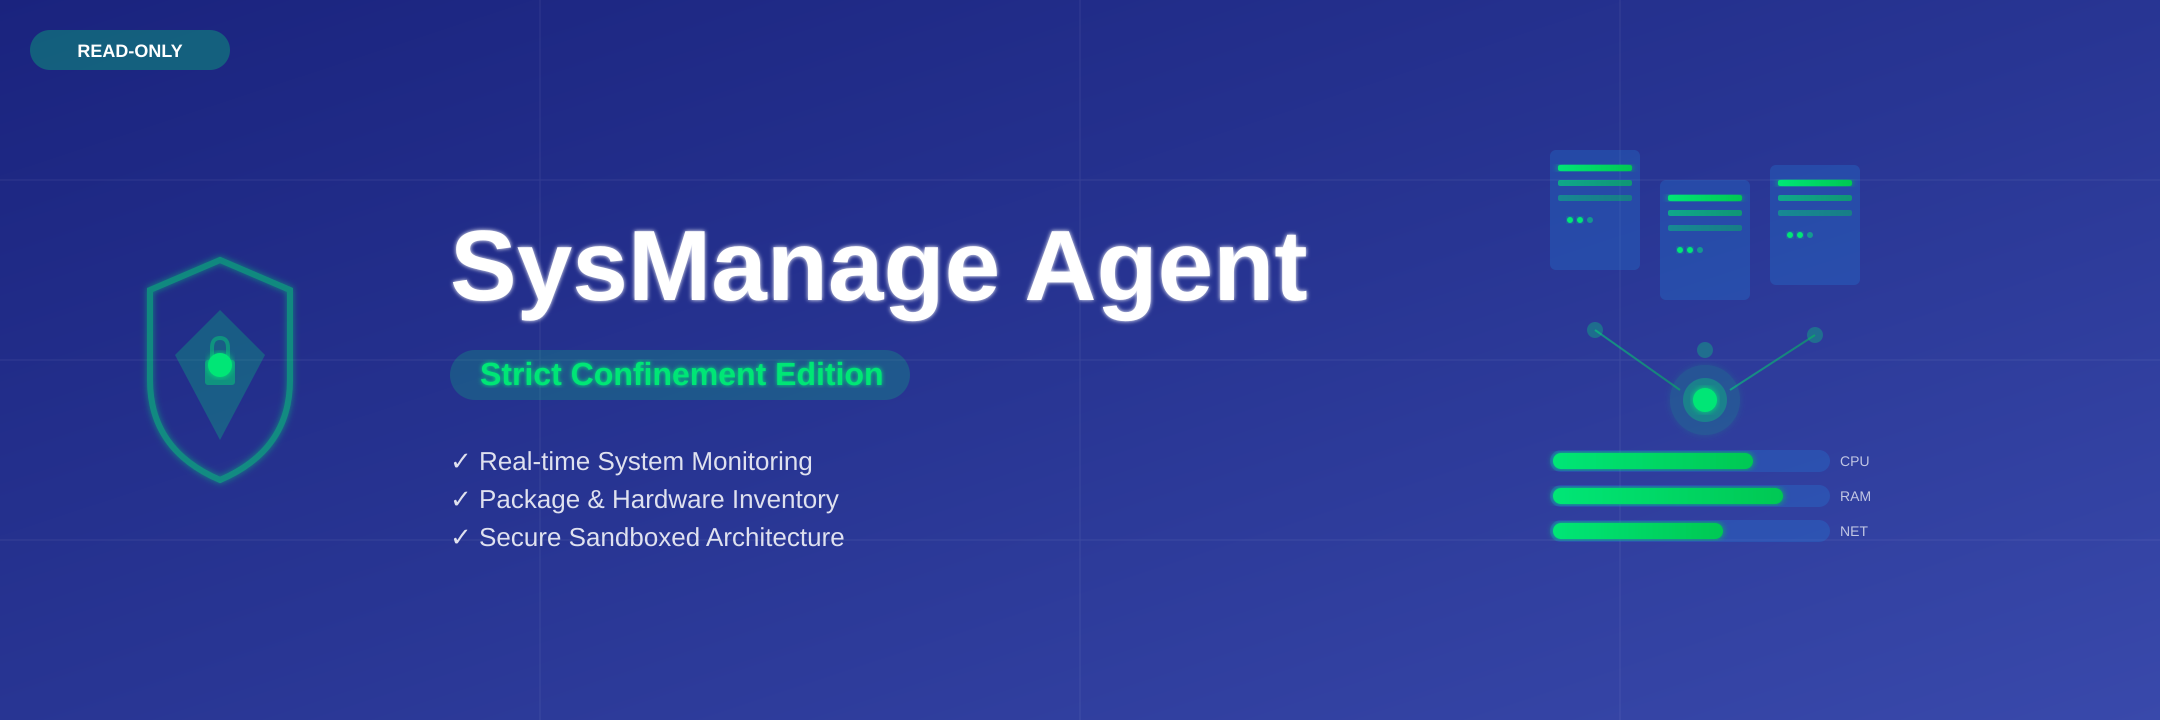 READ-ONLY
SysManage Agent
Strict Confinement Edition
✓ Real-time System Monitoring
✓ Package & Hardware Inventory
✓ Secure Sandboxed Architecture
CPU
RAM
NET